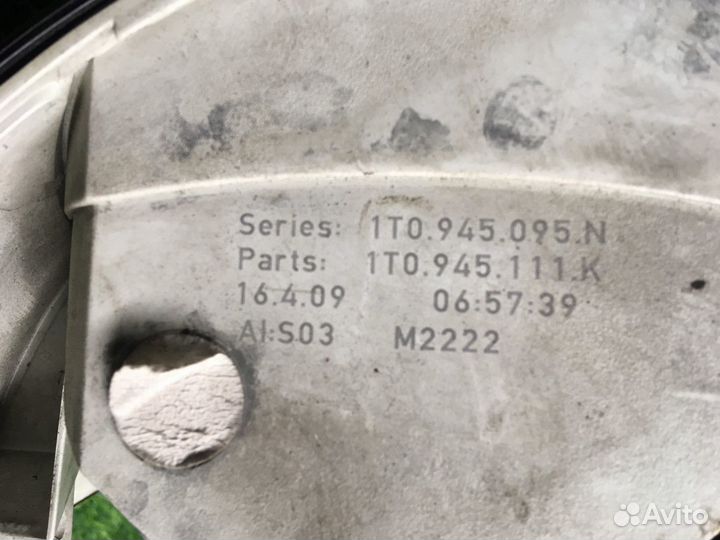 Series: 1T0.945.095.N
Parts: 1T0.945.111.K
16.4.09 06:57:39
AI:S03 M2222
Avito